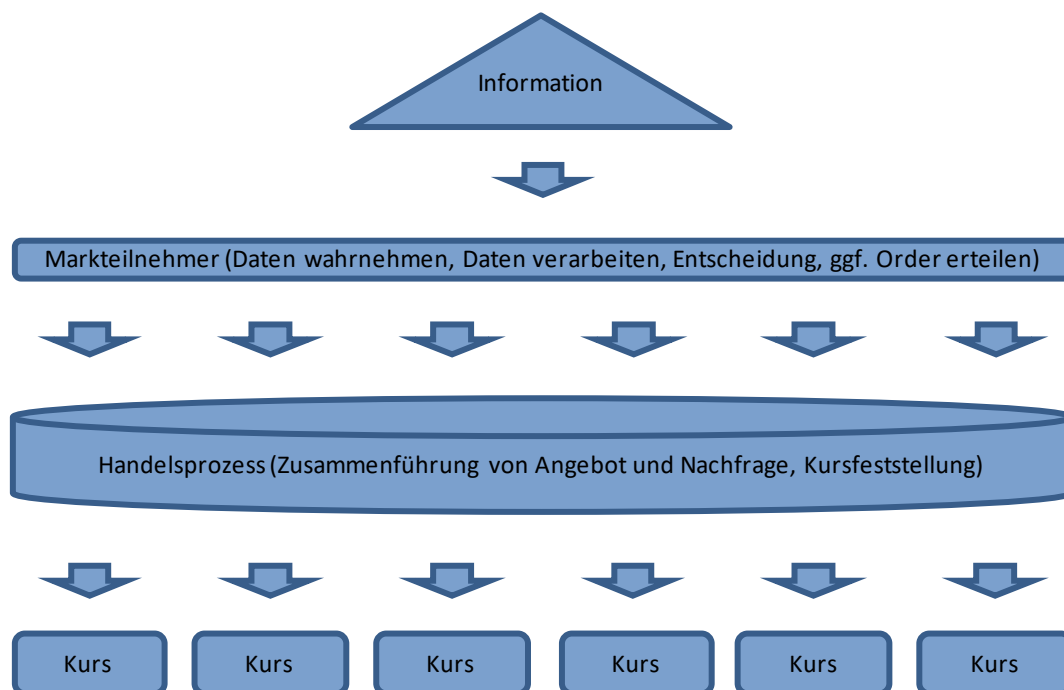 Information
Markteilnehmer (Daten wahrnehmen, Daten verarbeiten, Entscheidung, ggf. Order erteilen)
Handelsprozess (Zusammenführung von Angebot und Nachfrage, Kursfeststellung)
Kurs Kurs Kurs Kurs Kurs Kurs